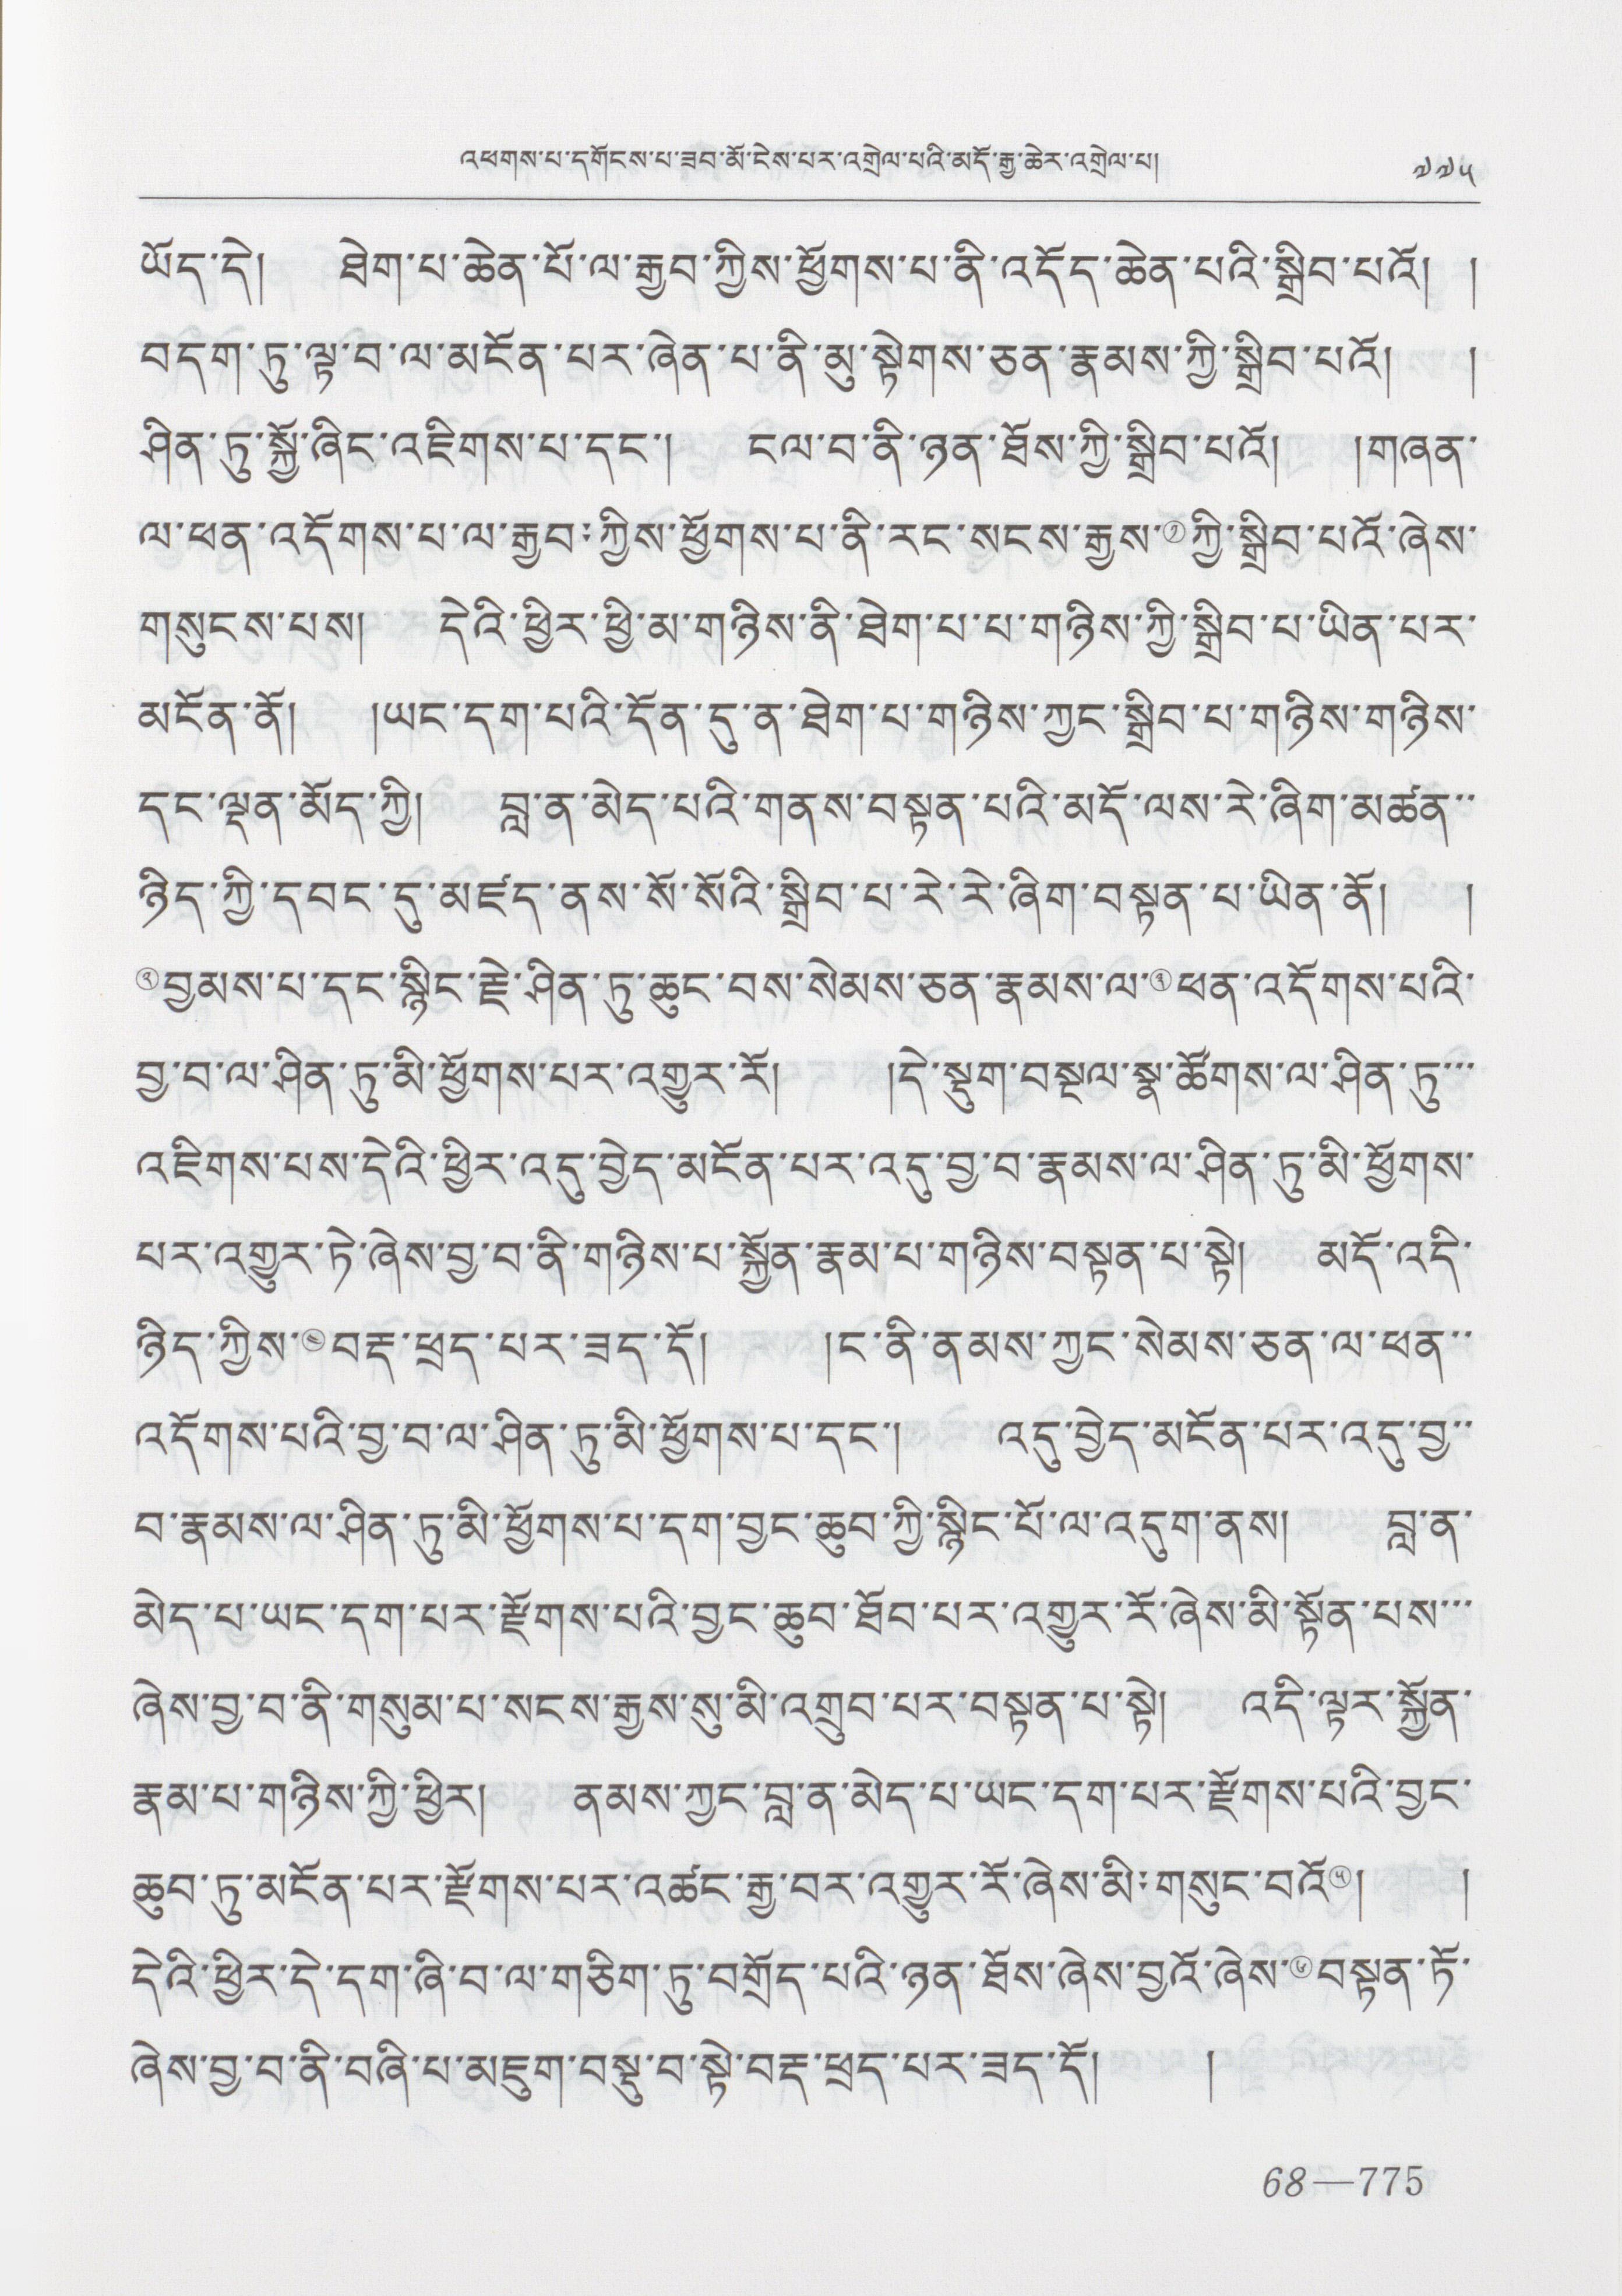 འཕགས་པ་དགོངས་པ་ཟབ་མོ་ངེས་པར་འགྲེལ་པའི་མདོ་རྒྱ་ཆེར་འགྲེལ་པ།   ༧༧༥
ཡོད་དེ།  ཐེག་པ་ཆེན་པོ་ལ་རྒྱབ་ཀྱིས་ཕྱོགས་པ་ནི་འདོད་ཆེན་པའི་སྒྲིབ་པའོ། །
བདག་ཏུ་ལྟ་བ་ལ་མངོན་པར་ཞེན་པ་ནི་མུ་སྟེགས་ཅན་རྣམས་ཀྱི་སྒྲིབ་པའོ། །
ཤིན་ཏུ་སྐྱོ་ཞིང་འཇིགས་པ་དང་།  ངལ་བ་ནི་ཉན་ཐོས་ཀྱི་སྒྲིབ་པའོ། །གཞན་
ལ་ཕན་འདོགས་པ་ལ་རྒྱབ་༔ཀྱིས་ཕྱོགས་པ་ནི་རང་སངས་རྒྱས་①ཀྱི་སྒྲིབ་པའོ་ཞེས་
གསུངས་པས།  དེའི་ཕྱིར་ཕྱི་མ་གཉིས་ནི་ཐེག་པ་པ་གཉིས་ཀྱི་སྒྲིབ་པ་ཡིན་པར་
མངོན་ནོ། །ཡང་དག་པའི་དོན་དུ་ན་ཐེག་པ་གཉིས་ཀྱང་སྒྲིབ་པ་གཉིས་གཉིས་
དང་ལྡན་མོད་ཀྱི།  བླ་ན་མེད་པའི་གནས་བསྟན་པའི་མདོ་ལས་རེ་ཞིག་མཚན་་
ཉིད་ཀྱི་དབང་དུ་མཛད་ནས་སོ་སོའི་སྒྲིབ་པ་རེ་རེ་ཞིག་བསྟན་པ་ཡིན་ནོ། །
②བྱམས་པ་དང་སྙིང་རྗེ་ཤིན་ཏུ་ཆུང་བས་སེམས་ཅན་རྣམས་ལ་③ཕན་འདོགས་པའི་
བྱ་བ་ལ་ཤིན་ཏུ་མི་ཕྱོགས་པར་འགྱུར་རོ། །དེ་སྡུག་བསྔལ་སྣ་ཚོགས་ལ་ཤིན་ཏུ་་་
འཇིགས་པས་དེའི་ཕྱིར་འདུ་བྱེད་མངོན་པར་འདུ་བྱ་བ་རྣམས་ལ་ཤིན་ཏུ་མི་ཕྱོགས་
པར་འགྱུར་ཏེ་ཞེས་བྱ་བ་ནི་གཉིས་པ་སྐྱོན་རྣམ་པ་གཉིས་བསྟན་པ་སྟེ།  མདོ་འདི་
ཉིད་ཀྱིས་④བརྡ་ཕྲོད་པར་ཟད་དོ། །ང་ནི་ནམས་ཀྱང་སེམས་ཅན་ལ་ཕན་་
འདོགས་པའི་བྱ་བ་ལ་ཤིན་ཏུ་མི་ཕྱོགས་པ་དང་།  འདུ་བྱེད་མངོན་པར་འདུ་བྱ་་
བ་རྣམས་ལ་ཤིན་ཏུ་མི་ཕྱོགས་པ་དག་བྱང་ཆུབ་ཀྱི་སྙིང་པོ་ལ་འདུག་ནས།  བླ་ན་
མེད་པ་ཡང་དག་པར་རྫོགས་པའི་བྱང་ཆུབ་ཐོབ་པར་འགྱུར་རོ་ཞེས་མི་སྟོན་པས་་་
ཞེས་བྱ་བ་ནི་གསུམ་པ་སངས་རྒྱས་སུ་མི་འགྲུབ་པར་བསྟན་པ་སྟེ།  འདི་ལྟར་སྐྱོན་
རྣམ་པ་གཉིས་ཀྱི་ཕྱིར།  ནམས་ཀྱང་བླ་ན་མེད་པ་ཡང་དག་པར་རྫོགས་པའི་བྱང་
ཆུབ་ཏུ་མངོན་པར་རྫོགས་པར་འཚང་རྒྱ་བར་འགྱུར་རོ་ཞེས་མི་༔གསུང་བའོ⑤། །
དེའི་ཕྱིར་དེ་དག་ཞི་བ་ལ་གཅིག་ཏུ་བགྲོད་པའི་ཉན་ཐོས་ཞེས་བྱའོ་ཞེས་⑥བསྟན་ཏོ་
ཞེས་བྱ་བ་ནི་བཞི་པ་མཇུག་བསྡུ་བ་སྟེ་བརྡ་ཕྲད་པར་ཟད་དོ། །
68—775